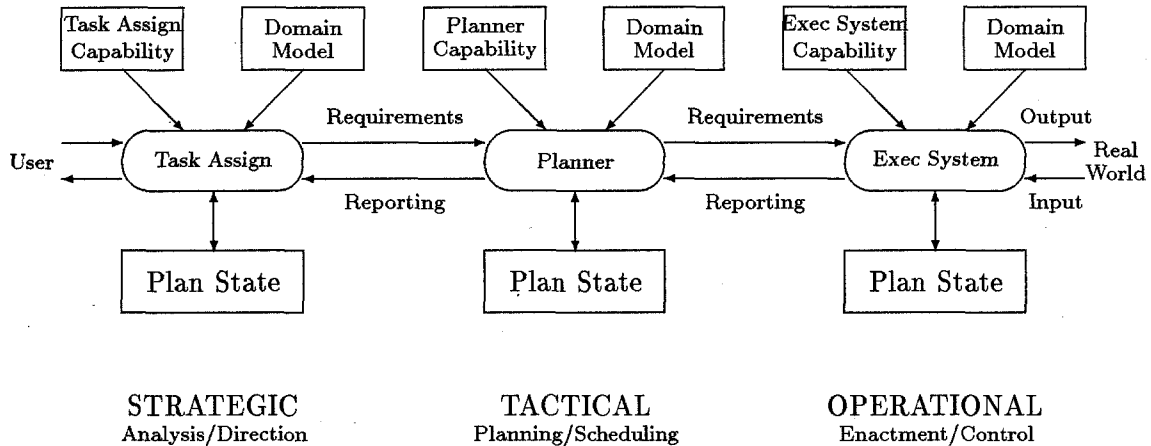 Task Assign
Capability
Domain
Model
Planner
Capability
Domain
Model
Exec System
Capability
Domain
Model
Requirements
Requirements
Output
User
Task Assign
Planner
Exec System
Real
World
Reporting
Reporting
Input
Plan State
Plan State
Plan State
STRATEGIC
Analysis/Direction
TACTICAL
Planning/Scheduling
OPERATIONAL
Enactment/Control